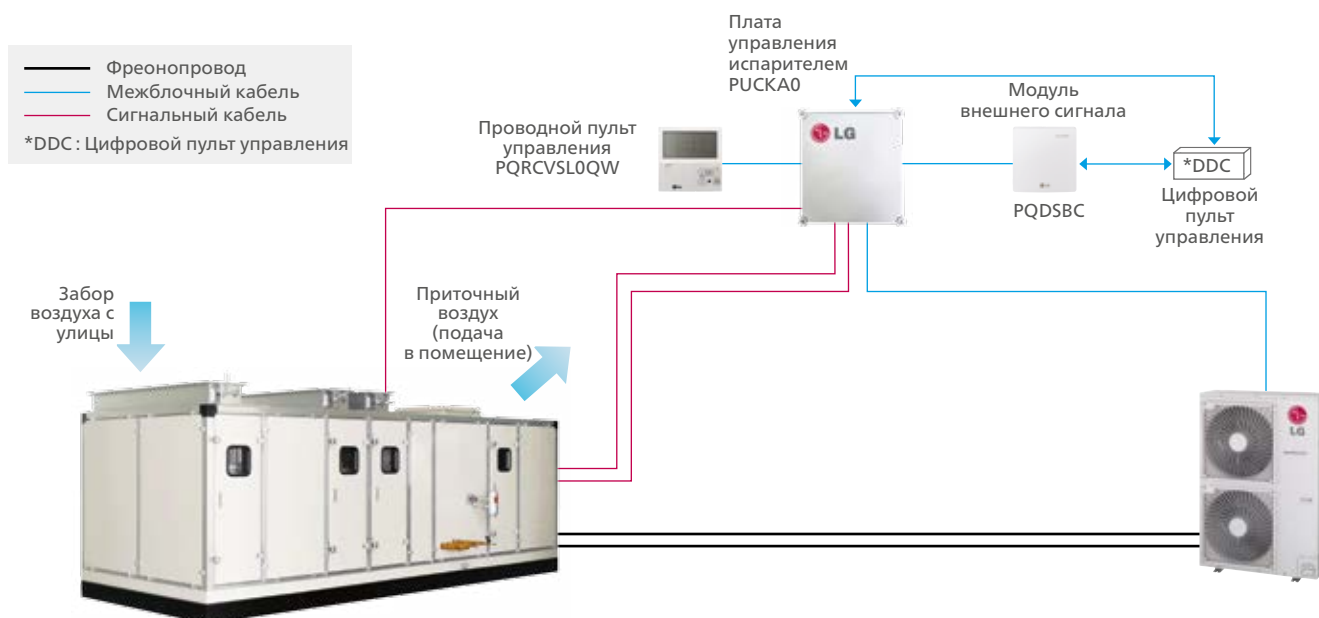 Фреонопровод
Межблочный кабель
Сигнальный кабель
*DDC : Цифровой пульт управления
Плата
управления
испарителем
PUCKA0
Проводной пульт
управления
PQRCVSL0QW
LG
Модуль
внешнего сигнала
PQDSBC
*DDC
Цифровой
пульт
управления
Забор
воздуха с
улицы
Приточный
воздух
(подача
в помещение)
LG